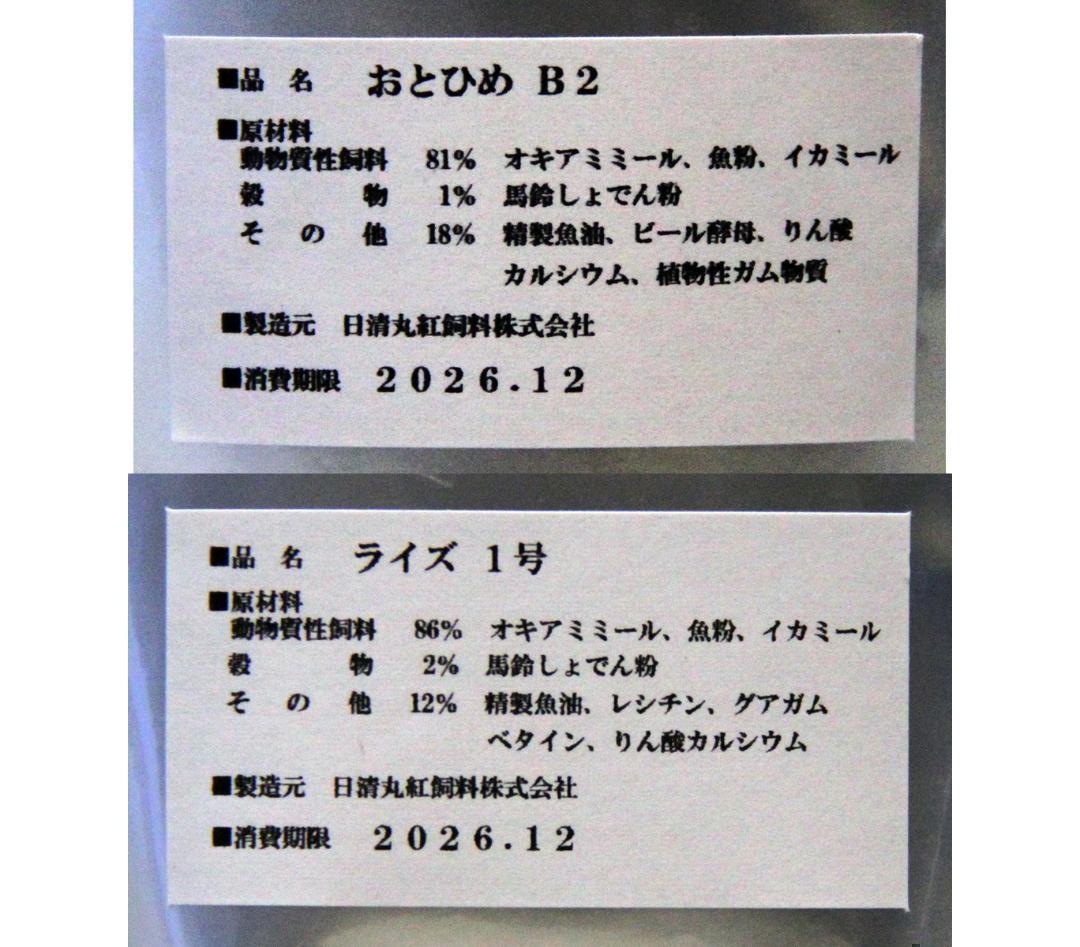 ■品　名　おとひめ B2
■原材料
動物質性飼料　81%　オキアミミール、魚粉、イカミール
穀　物　1%　馬鈴しょでん粉
その他　18%　精製魚油、ビール酵母、りん酸
カルシウム、植物性ガム物質
■製造元　日清丸紅飼料株式会社
■消費期限　2026.12
■品　名　ライズ 1号
■原材料
動物質性飼料　86%　オキアミミール、魚粉、イカミール
穀　物　2%　馬鈴しょでん粉
その他　12%　精製魚油、レシチン、グアガム
ベタイン、りん酸カルシウム
■製造元　日清丸紅飼料株式会社
■消費期限　2026.12